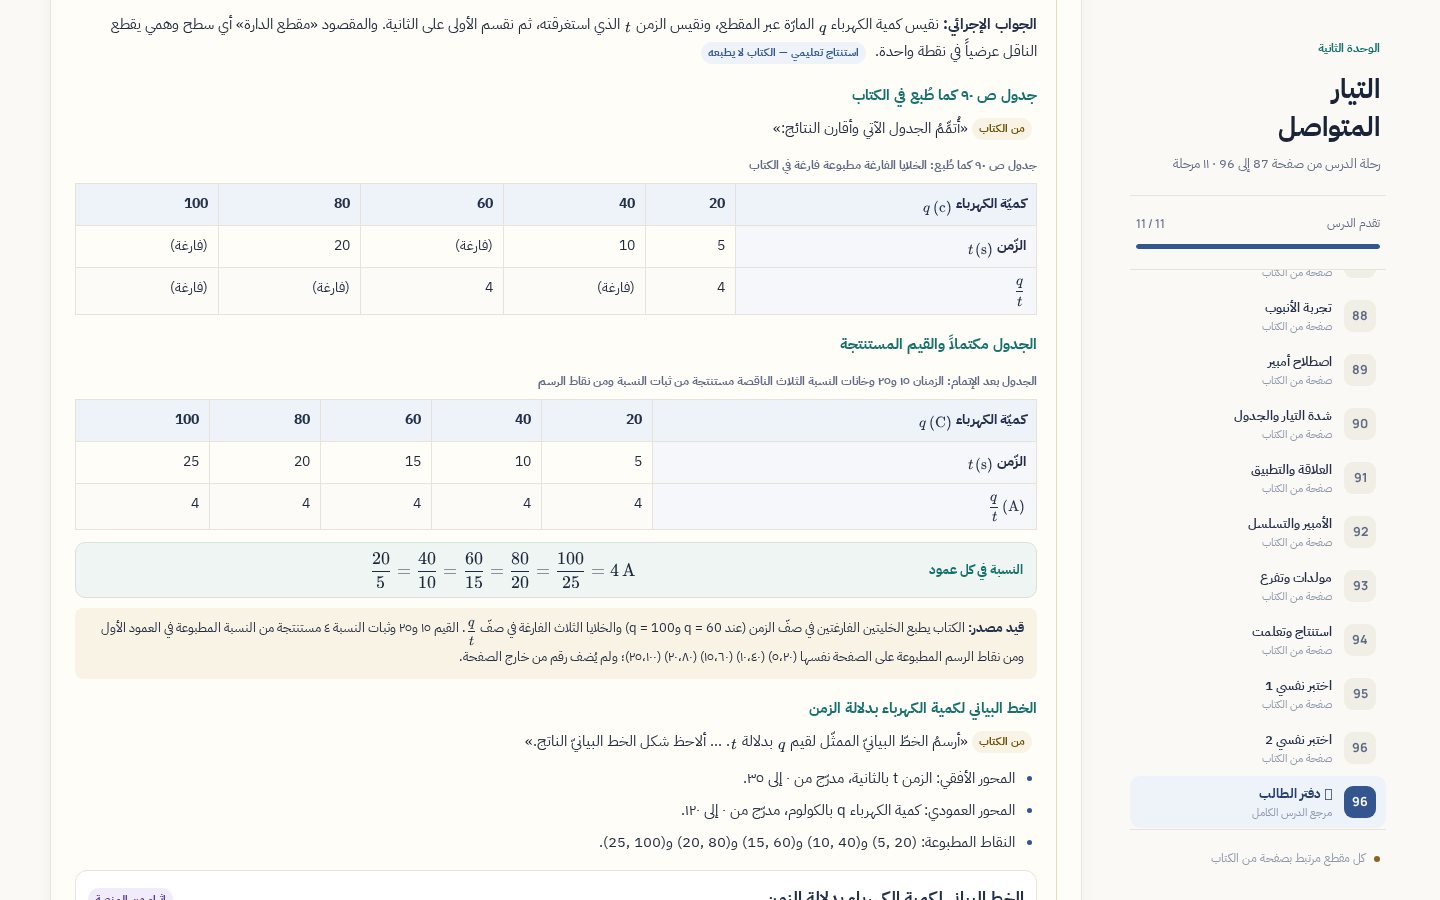 الوحدة الثانية
التيار
المتواصل
رحلة الدرس من صفحة 87 إلى 96 · ١١ مرحلة
تقدم الدرس 11 / 11
صفحة من الكتاب
88 تجربة الأنبوب
صفحة من الكتاب
89 اصطلاح أمبير
صفحة من الكتاب
90 شدة التيار والجدول
صفحة من الكتاب
91 العلاقة والتطبيق
صفحة من الكتاب
92 الأمبير والتسلسل
صفحة من الكتاب
93 مولدات وتفرع
صفحة من الكتاب
94 استنتاج وتعلمت
صفحة من الكتاب
95 اختبر نفسي 1
صفحة من الكتاب
96 اختبر نفسي 2
صفحة من الكتاب
96 دفتر الطالب
مرجع الدرس الكامل
كل مقطع مرتبط بصفحة من الكتاب
الجواب الإجرائي: نقيس كمية الكهرباء q المارّة عبر المقطع، ونقيس الزمن t الذي استغرقته، ثم نقسم الأولى على الثانية. والمقصود «مقطع الدارة» أي سطح وهمي يقطع
الناقل عرضياً في نقطة واحدة. استنتاج تعليمي — الكتاب لا يطبعه
جدول ص ٩٠ كما طُبع في الكتاب
من الكتاب «أُتمِّمُ الجدول الآتي وأقارن النتائج:»
جدول ص ٩٠ كما طُبع: الخلايا الفارغة مطبوعة فارغة في الكتاب
كميّة الكهرباء q (c) 20 40 60 80 100
الزّمن t (s) 5 10 (فارغة) 20 (فارغة)
q/t 4 (فارغة) 4 (فارغة) (فارغة)
الجدول مكتملاً والقيم المستنتجة
الجدول بعد الإتمام: الزمنان ١٥ و٢٥ وخانات النسبة الثلاث الناقصة مستنتجة من ثبات النسبة ومن نقاط الرسم
كميّة الكهرباء q (C) 20 40 60 80 100
الزّمن t (s) 5 10 15 20 25
q/t (A) 4 4 4 4 4
النسبة في كل عمود 20/5 = 40/10 = 60/15 = 80/20 = 100/25 = 4 A
قيد مصدر: الكتاب يطبع الخليتين الفارغتين في صفّ الزمن (عند q = 60 وq = 100) والخلايا الثلاث الفارغة في صفّ q/t. القيم ١٥ و٢٥ وثبات النسبة ٤ مستنتجة من النسبة المطبوعة في العمود الأول
ومن نقاط الرسم المطبوعة على الصفحة نفسها (٥،٢٠) (١٠،٤٠) (١٥،٦٠) (٢٠،٨٠) (٢٥،١٠٠)؛ ولم يُضف رقم من خارج الصفحة.
الخط البياني لكمية الكهرباء بدلالة الزمن
من الكتاب «أرسمُ الخطّ البيانيّ الممثّل لقيم q بدلالة t. ... ألاحظ شكل الخط البيانيّ الناتج.»
المحور الأفقي: الزمن t بالثانية، مدرّج من ٠ إلى ٣٥.
المحور العمودي: كمية الكهرباء q بالكولوم، مدرّج من ٠ إلى ١٢٠.
النقاط المطبوعة: (5, 20) و(10, 40) و(15, 60) و(20, 80) و(25, 100).
الخط البياني لكمية الكهرباء بدلالة الزمن